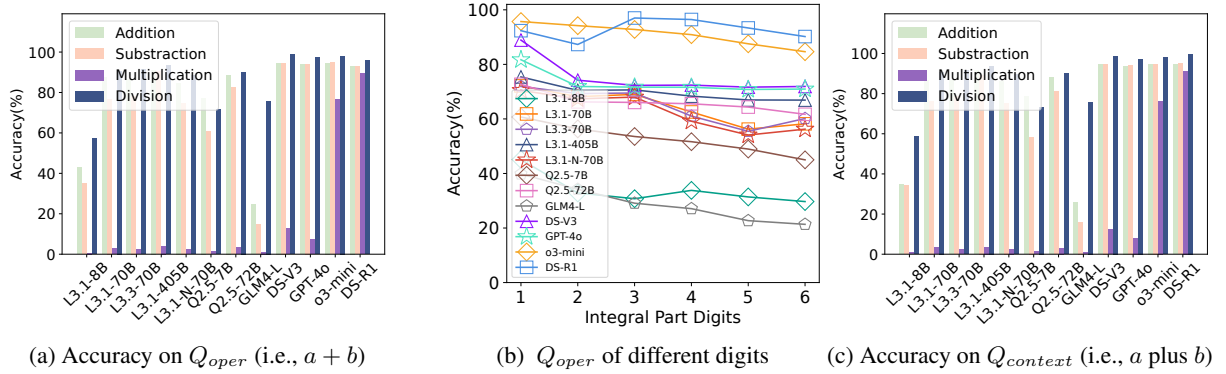 Addition
Substraction
Multiplication
Division
Accuracy(%)
100
80
60
40
20
0
L3.1-8B
L3.1-70B
L3.3-70B
L3.1-405B
L3.1-N-70B
Q2.5-7B
Q2.5-72B
GLM4-L
DS-V3
GPT-4o
o3-mini
DS-R1
(a) Accuracy on Qoper (i.e., a + b)
Accuracy(%)
100
80
60
40
20
0
L3.1-8B
L3.1-70B
L3.3-70B
L3.1-405B
L3.1-N-70B
Q2.5-7B
Q2.5-72B
GLM4-L
DS-V3
GPT-4o
o3-mini
DS-R1
1 2 3 4 5 6
Integral Part Digits
(b) Qoper of different digits
Addition
Substraction
Multiplication
Division
Accuracy(%)
100
80
60
40
20
0
L3.1-8B
L3.1-70B
L3.3-70B
L3.1-405B
L3.1-N-70B
Q2.5-7B
Q2.5-72B
GLM4-L
DS-V3
GPT-4o
o3-mini
DS-R1
(c) Accuracy on Qcontext (i.e., a plus b)